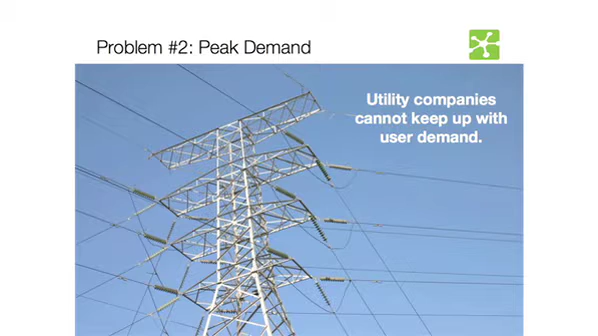 Problem #2: Peak Demand
Utility companies
cannot keep up with
user demand.